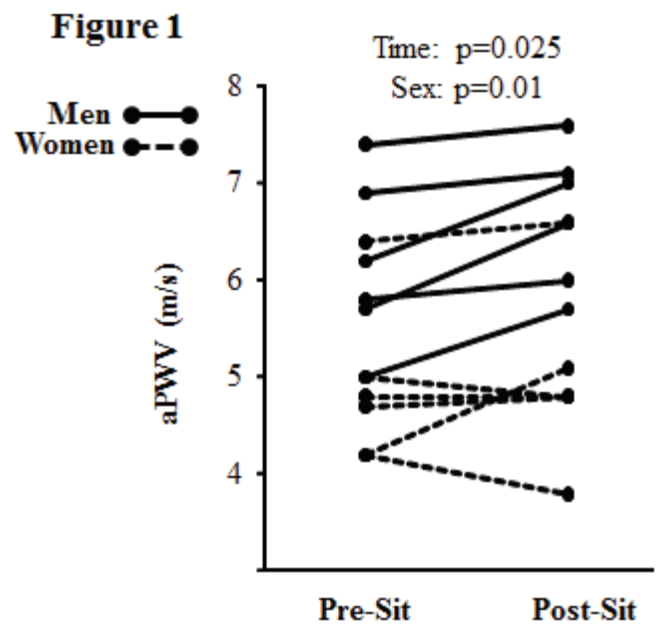 Figure 1
Time: p=0.025
Sex: p=0.01
Men
Women
8
7
6
5
4
aPWV (m/s)
Pre-Sit
Post-Sit